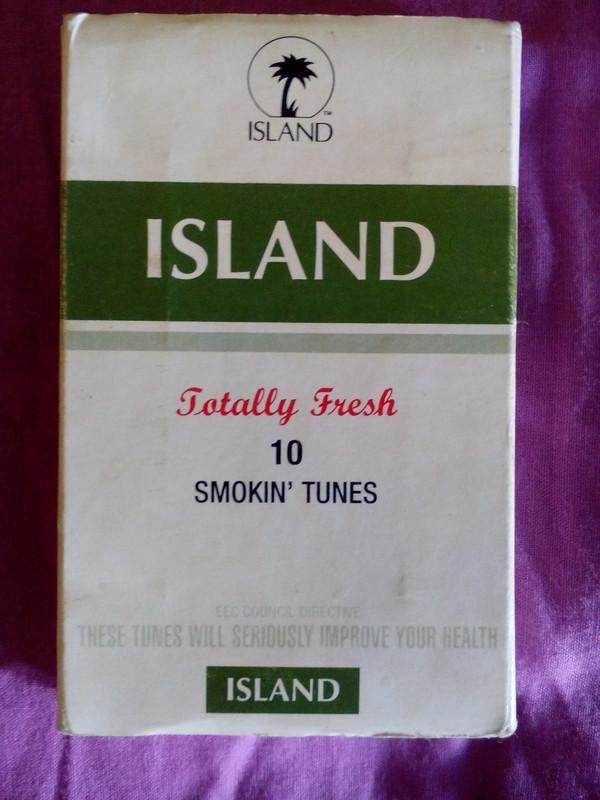 ISLAND
ISLAND
Totally Fresh
10
SMOKIN' TUNES
EEC COUNCIL DIRECTIVE
THESE TUNES WILL SERIOUSLY IMPROVE YOUR HEALTH
ISLAND